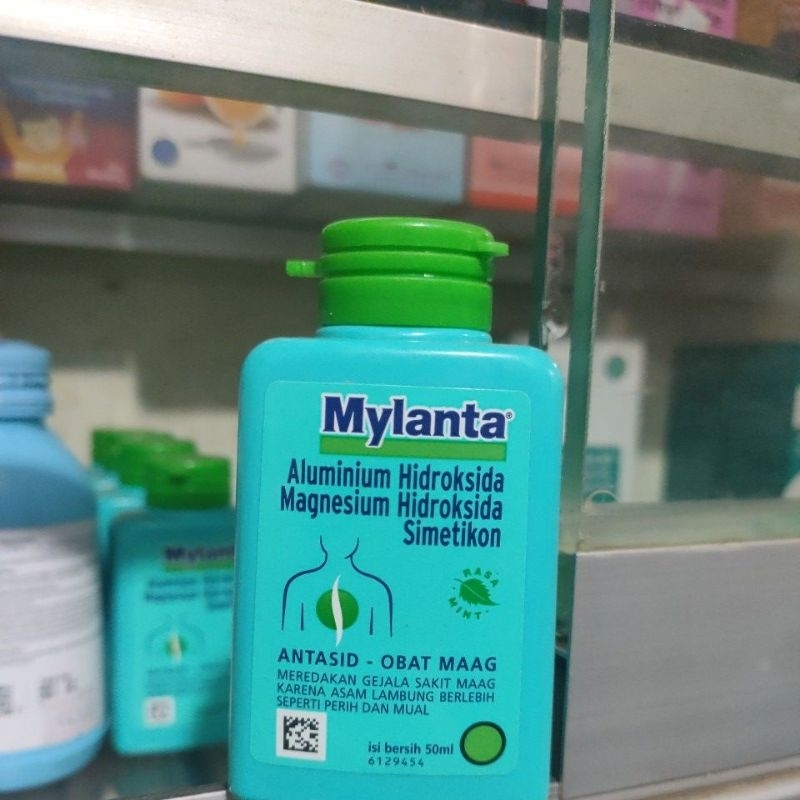 Mylanta®
Aluminium Hidroksida
Magnesium Hidroksida
Simetikon
RASA
MINT
ANTASID - OBAT MAAG
MEREDAKAN GEJALA SAKIT MAAG
KARENA ASAM LAMBUNG BERLEBIH
SEPERTI PERIH DAN MUAL
isi bersih 50ml
6129454
Mylanta